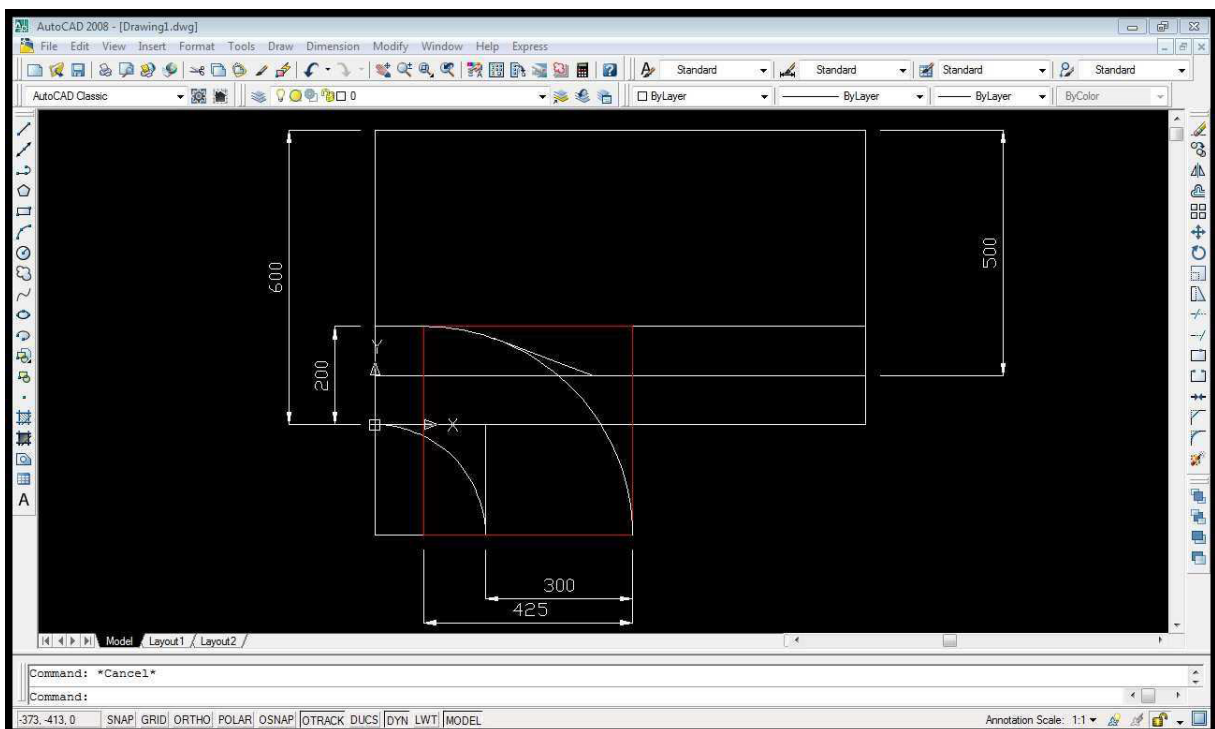 AutoCAD 2008 - [Drawing1.dwg]
File Edit View Insert Format Tools Draw Dimension Modify Window Help Express
Standard Standard Standard Standard
AutoCAD Classic 0 ByLayer ByLayer ByLayer ByColor
600
500
200
Y
X
300
425
Model Layout1 Layout2
Command: *Cancel*
Command:
-373, -413, 0 SNAP GRID ORTHO POLAR OSNAP OTRACK DUCS DYN LWT MODEL Annotation Scale: 1:1